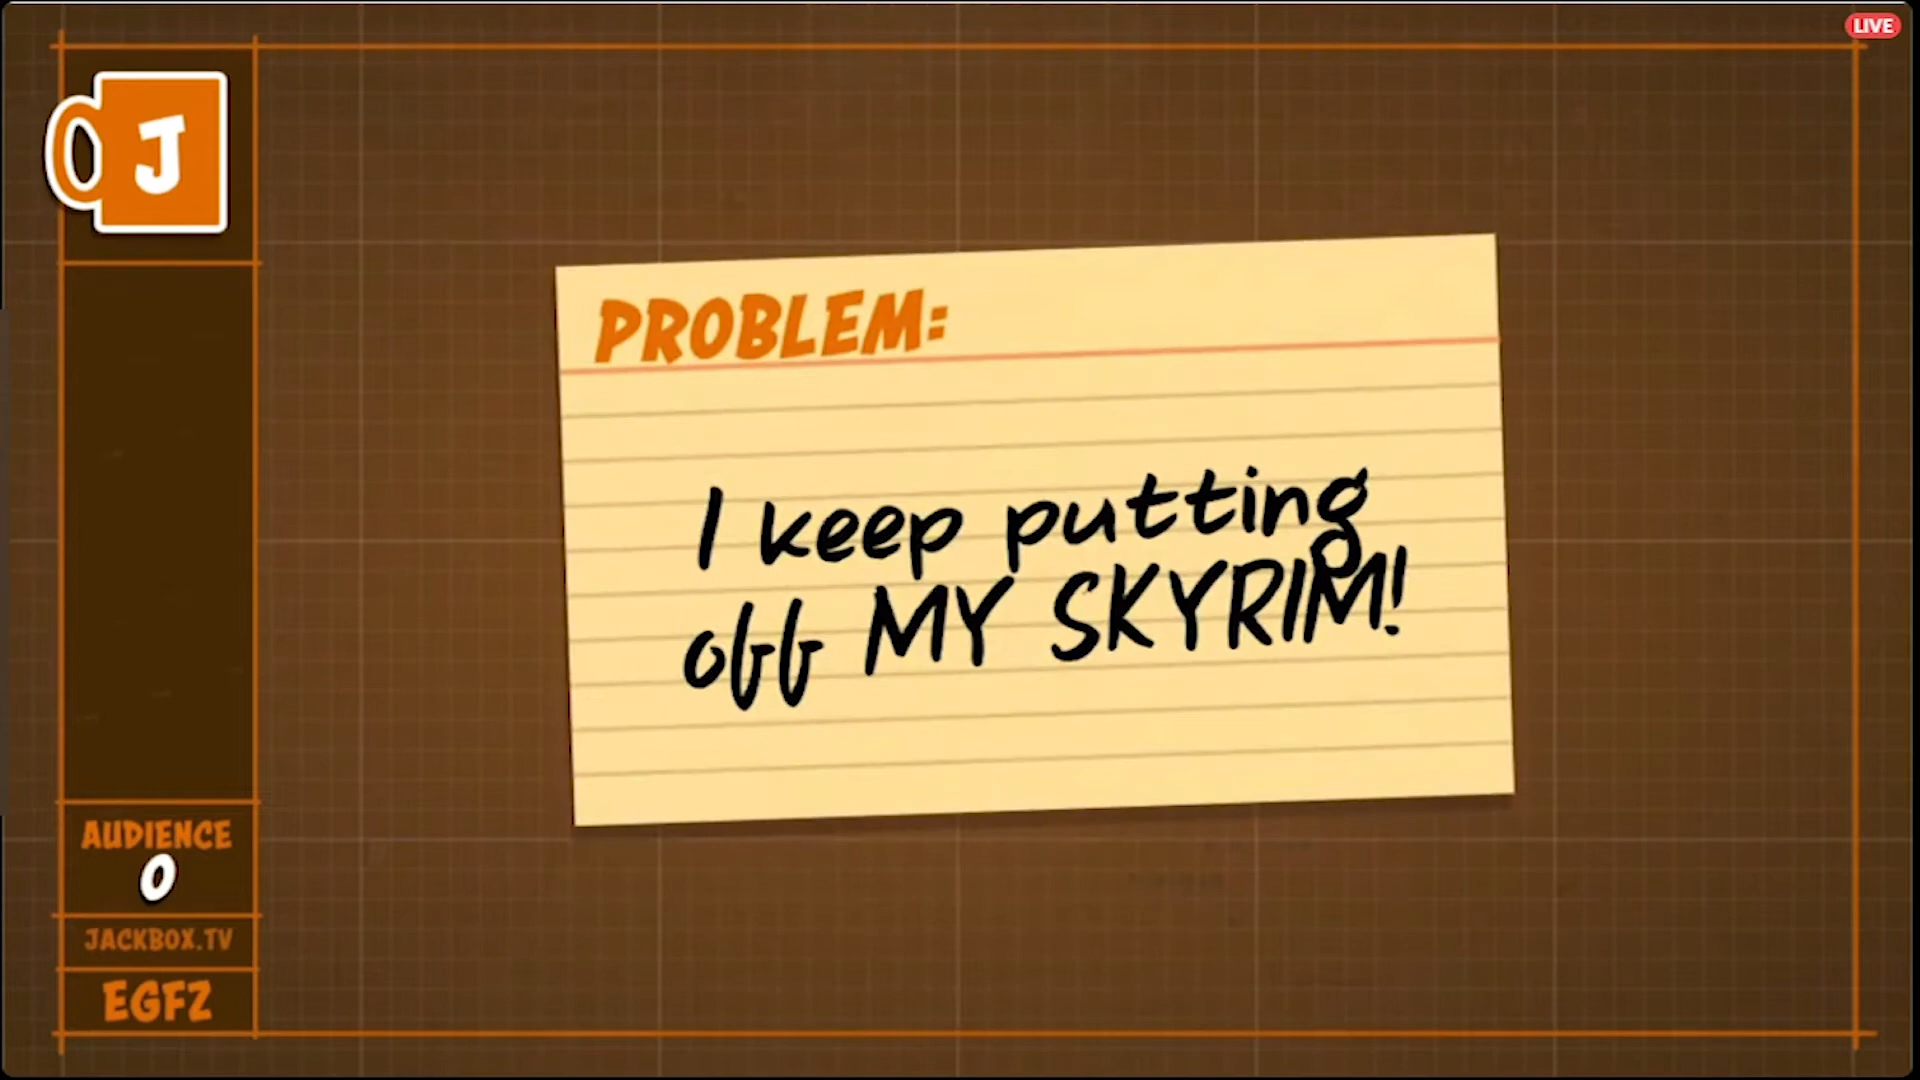 LIVE
J
PROBLEM:
I keep putting
off MY SKYRIM!
AUDIENCE
0
JACKBOX.TV
EGFZ